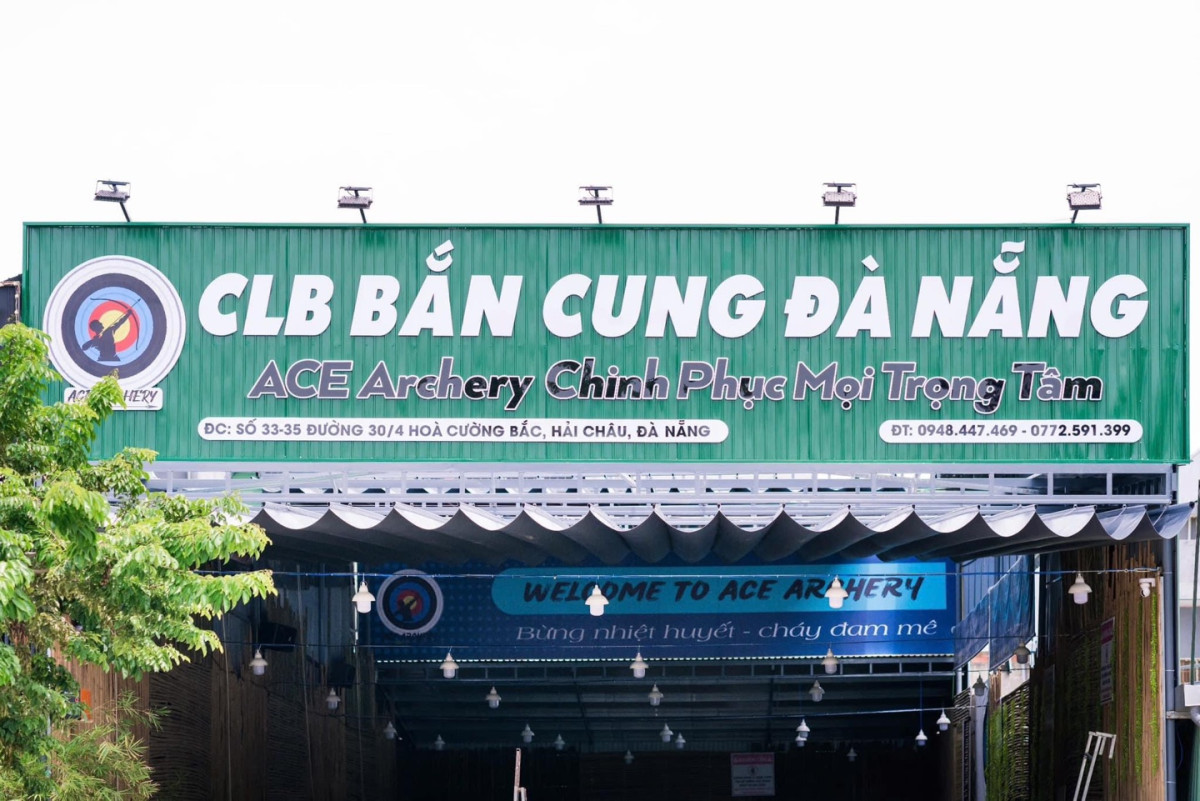 CLB BẮN CUNG ĐÀ NẴNG
ACE Archery Chinh Phục Mọi Trọng Tâm
ACE ARCHERY
ĐC: SỐ 33-35 ĐƯỜNG 30/4 HOÀ CƯỜNG BẮC, HẢI CHÂU, ĐÀ NẴNG
ĐT: 0948.447.469 - 0772.591.399
WELCOME TO ACE ARCHERY
Bừng nhiệt huyết - cháy đam mê